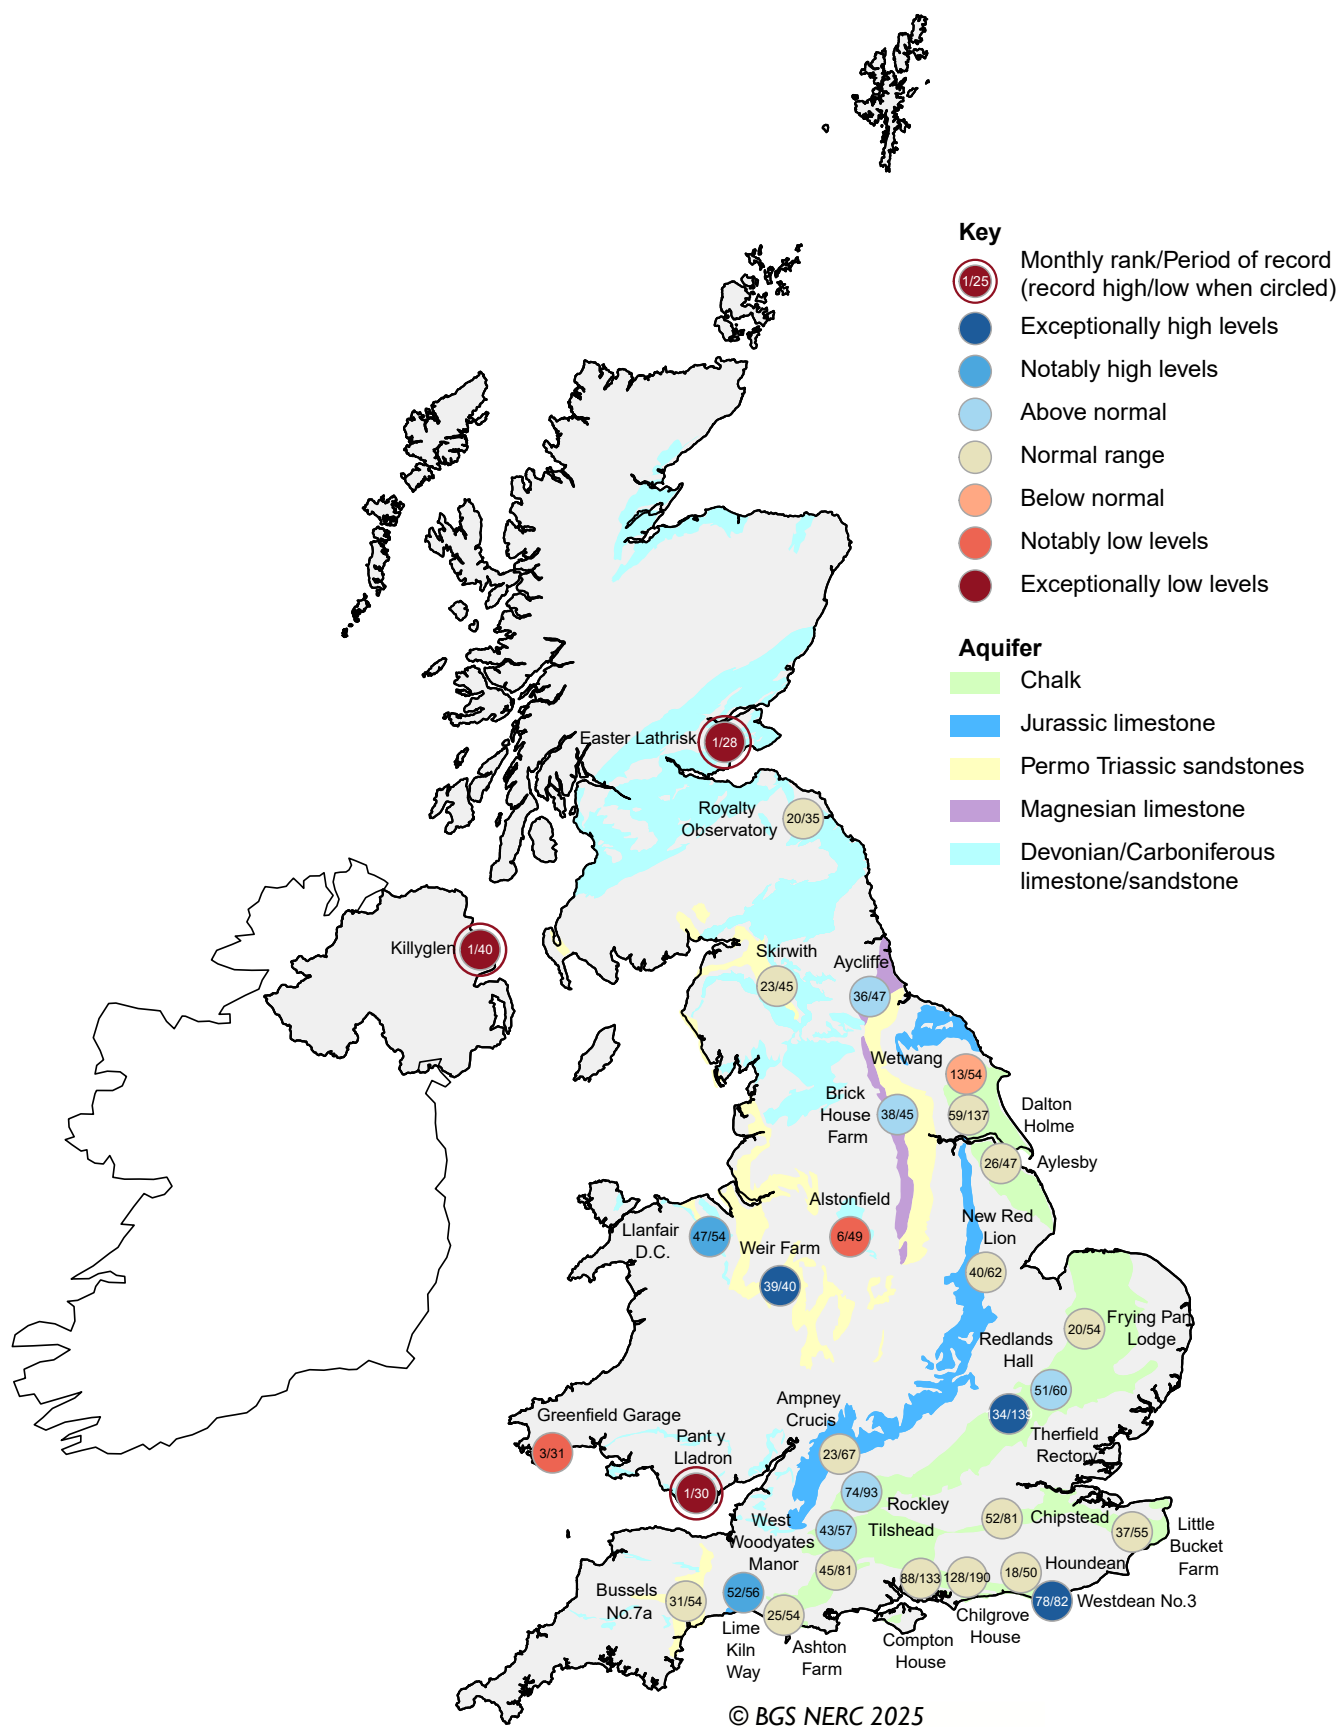 Key
1/25
Monthly rank/Period of record
(record high/low when circled)
Exceptionally high levels
Notably high levels
Above normal
Normal range
Below normal
Notably low levels
Exceptionally low levels
Aquifer
Chalk
Jurassic limestone
Permo Triassic sandstones
Magnesian limestone
Devonian/Carboniferous
limestone/sandstone
Easter Lathrisk
1/28
Royalty
Observatory
20/35
Killyglen
1/40
Skirwith
23/45
Aycliffe
36/47
Wetwang
13/54
Brick
House
Farm
38/45
59/137
Dalton
Holme
26/47
Aylesby
Alstonfield
6/49
Llanfair
D.C.
47/54
Weir Farm
39/40
New Red
Lion
40/62
Frying Pan
Lodge
20/54
Redlands
Hall
51/60
134/139
Therfield
Rectory
Ampney
Crucis
23/67
Greenfield Garage
3/31
Pant y
Lladron
1/30
74/93
Rockley
43/57
Tilshead
52/81
Chipstead
37/55
Little
Bucket
Farm
West
Woodyates
Manor
45/81
88/133
Compton
House
128/190
Chilgrove
House
18/50
Houndean
78/82
Westdean No.3
Bussels
No.7a
31/54
52/56
Lime
Kiln
Way
25/54
Ashton
Farm
© BGS NERC 2025